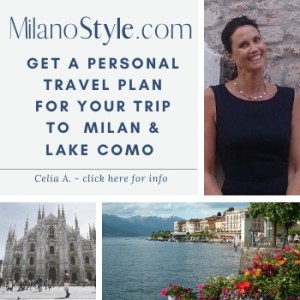 MilanoStyle.com
GET A PERSONAL
TRAVEL PLAN
FOR YOUR TRIP
TO MILAN &
LAKE COMO
Celia A. - click here for info